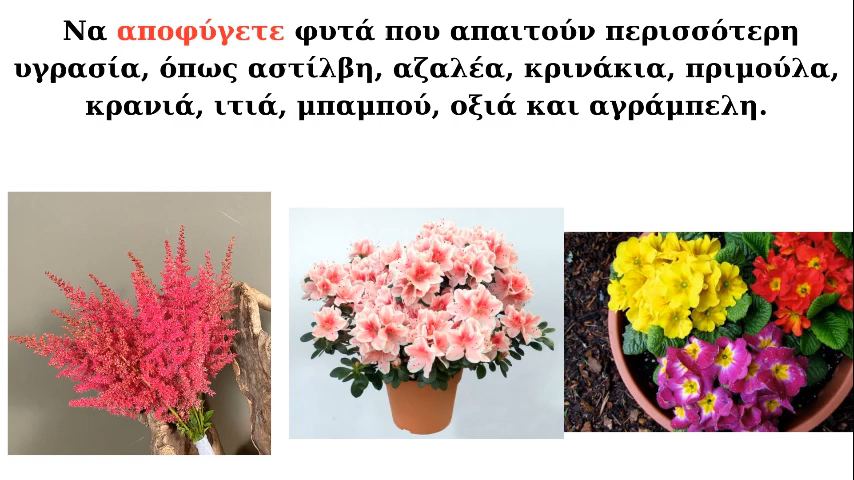 Να αποφύγετε φυτά που απαιτούν περισσότερη
υγρασία, όπως αστίλβη, αζαλέα, κρινάκια, πριμούλα,
κρανιά, ιτιά, μπαμπού, οξιά και αγράμπελη.